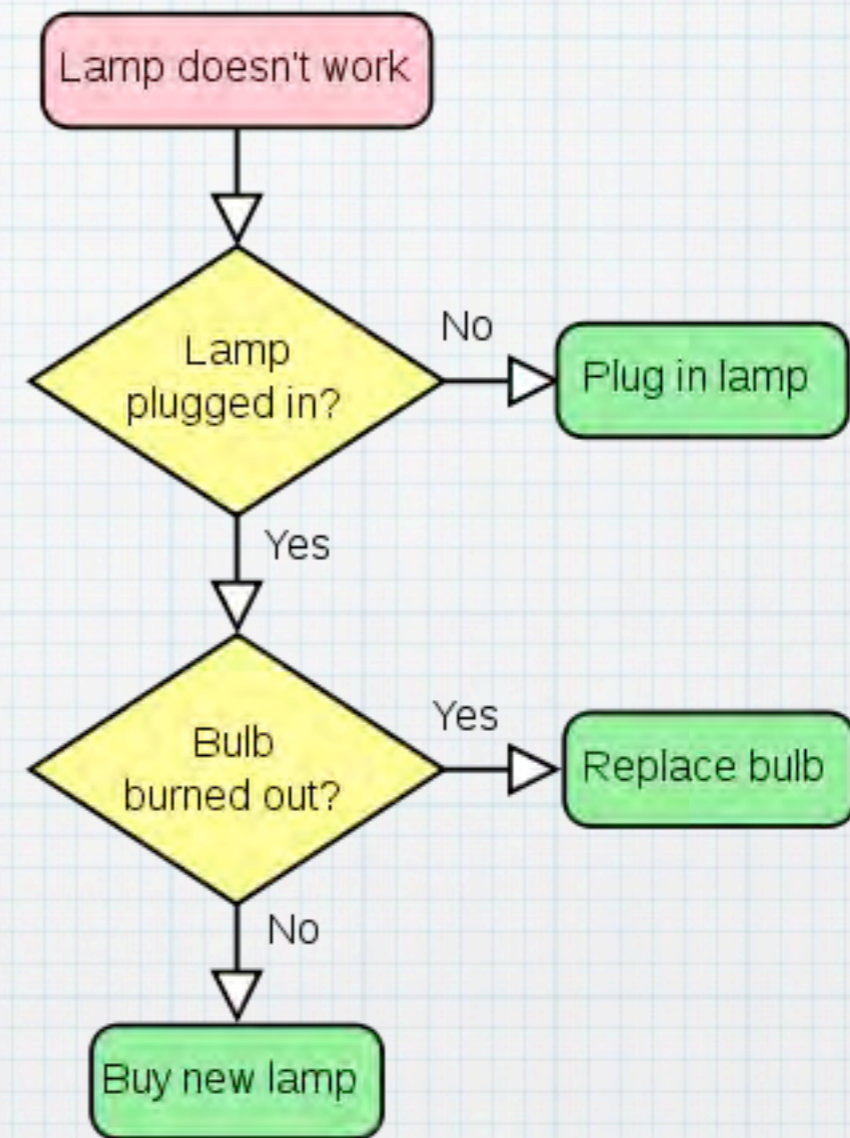 Lamp doesn't work
Lamp
plugged in?
No
Plug in lamp
Yes
Bulb
burned out?
Yes
Replace bulb
No
Buy new lamp